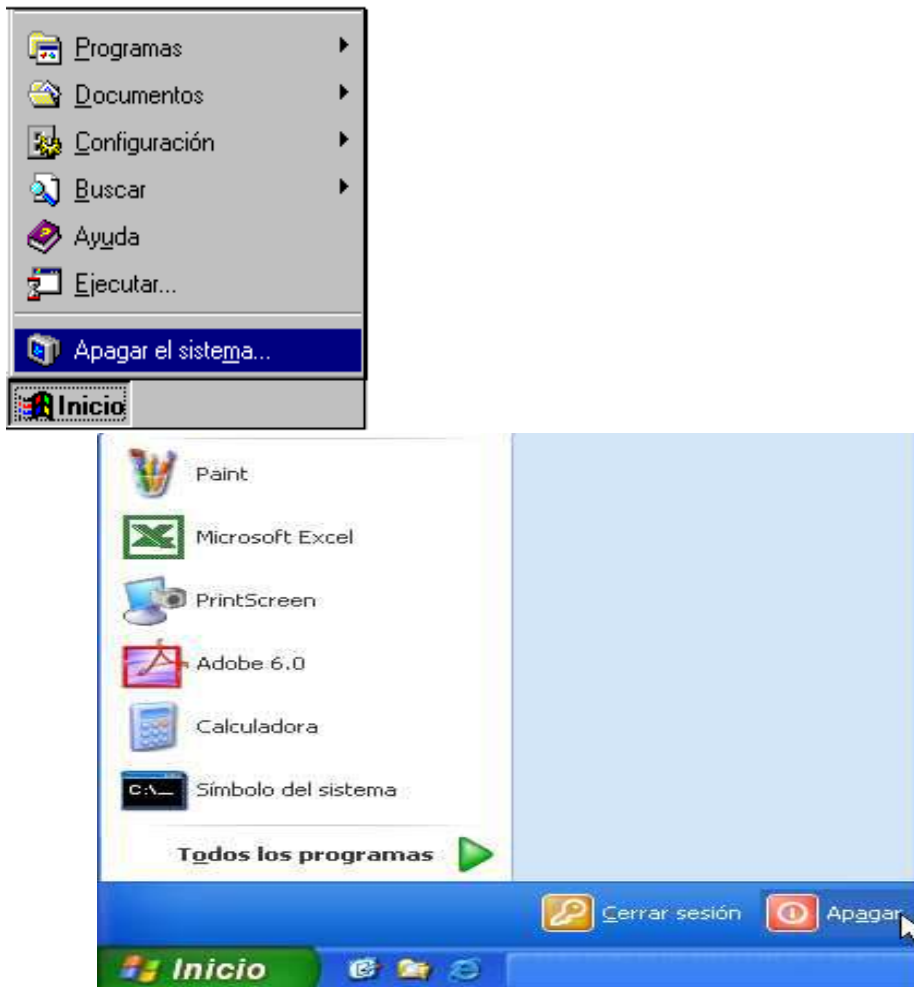 Programas
Documentos
Configuración
Buscar
Ayuda
Ejecutar...
Apagar el sistema...
Inicio
Paint
Microsoft Excel
PrintScreen
Adobe 6.0
Calculadora
C:\_
Símbolo del sistema
Todos los programas
Cerrar sesión
Apagar
Inicio